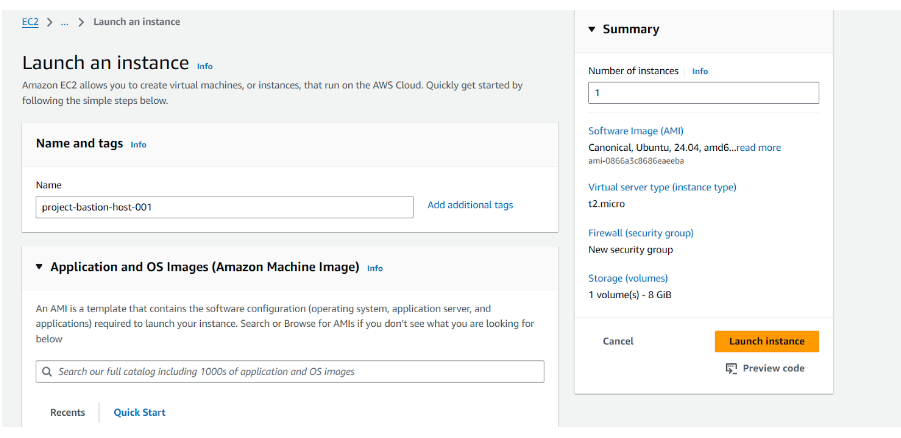 EC2 > ... > Launch an instance
Launch an instance Info
Amazon EC2 allows you to create virtual machines, or instances, that run on the AWS Cloud. Quickly get started by
following the simple steps below.
Name and tags Info
Name
project-bastion-host-001
Add additional tags
Application and OS Images (Amazon Machine Image) Info
An AMI is a template that contains the software configuration (operating system, application server, and
applications) required to launch your instance. Search or Browse for AMIs if you don't see what you are looking for
below
Search our full catalog including 1000s of application and OS images
Recents
Quick Start
Summary
Number of instances Info
1
Software Image (AMI)
Canonical, Ubuntu, 24.04, amd6...read more
ami-0866a3c8686eaeeba
Virtual server type (instance type)
t2.micro
Firewall (security group)
New security group
Storage (volumes)
1 volume(s) - 8 GiB
Cancel
Launch instance
Preview code